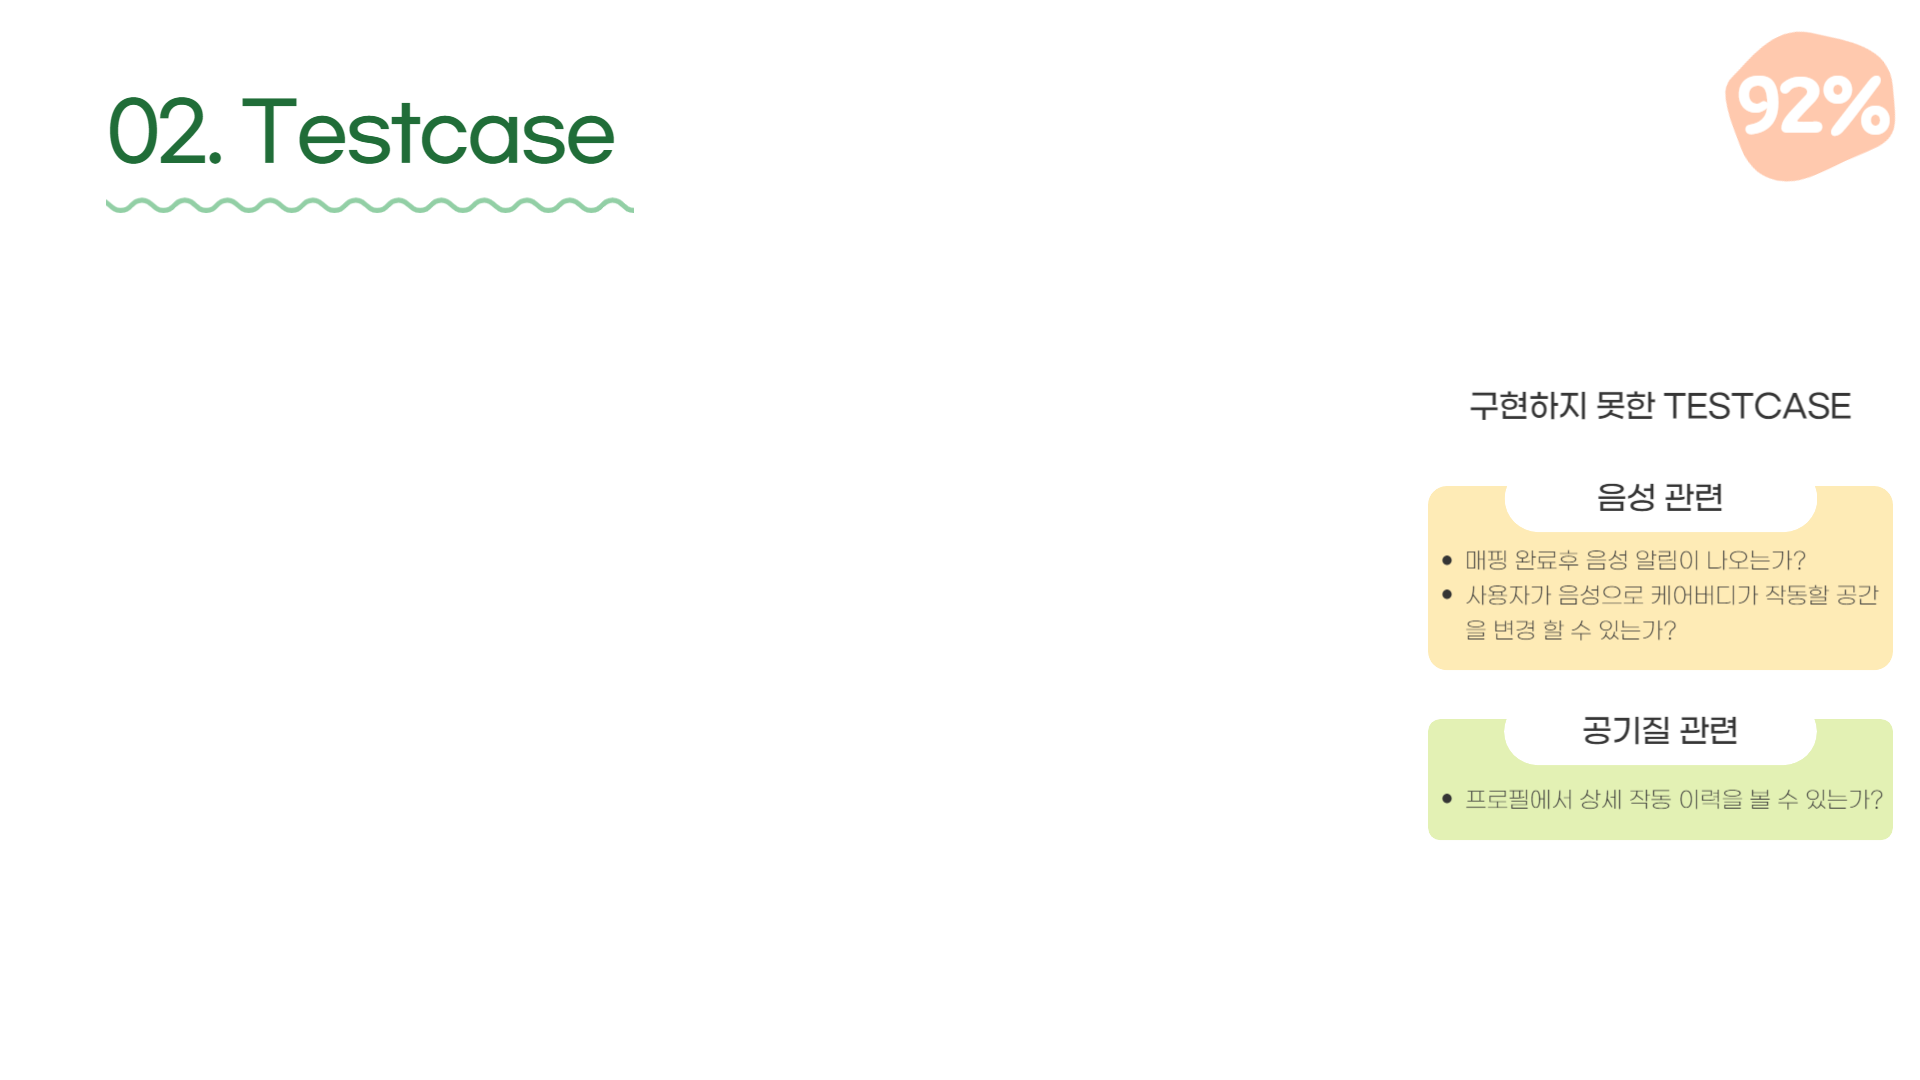 02. Testcase
92%
구현하지 못한 TESTCASE
음성 관련
매핑 완료후 음성 알림이 나오는가?
사용자가 음성으로 케어버디가 작동할 공간
을 변경 할 수 있는가?
공기질 관련
프로필에서 상세 작동 이력을 볼 수 있는가?